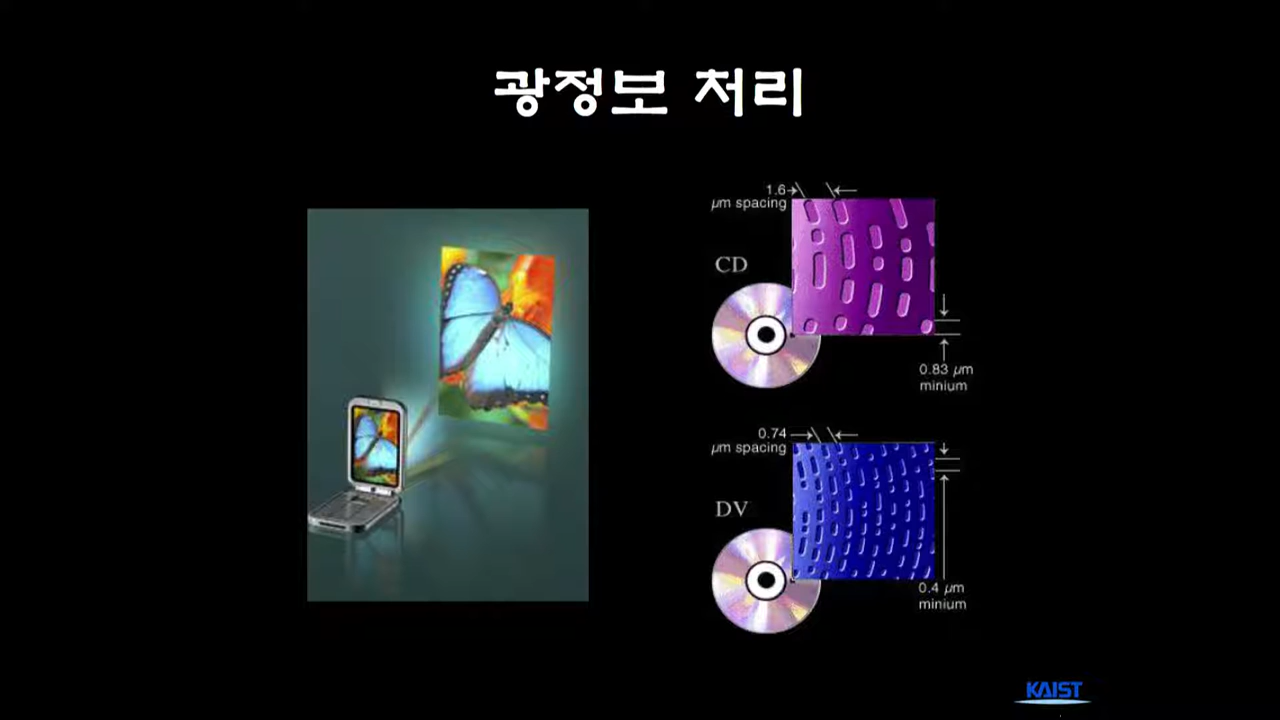 광정보 처리
1.6
µm spacing
CD
0.83 µm
minium
0.74
µm spacing
DV
0.4 µm
minium
KAIST